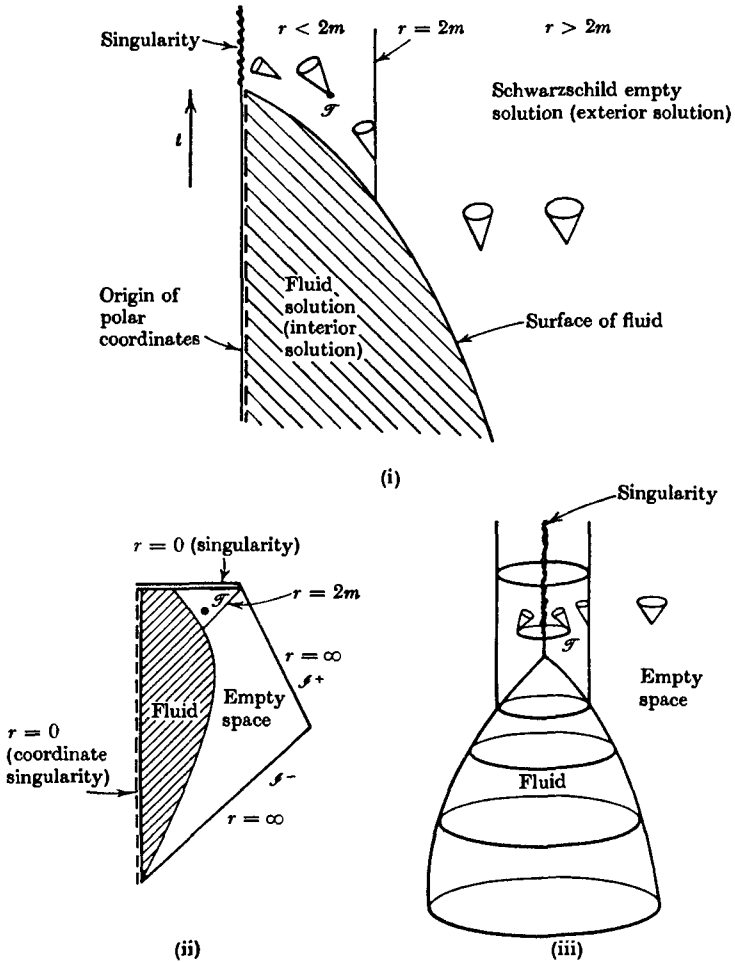 Singularity
r < 2m
r = 2m
r > 2m
Schwarzschild empty
solution (exterior solution)
𝒯
t
Origin of
polar
coordinates
Fluid
solution
(interior
solution)
Surface of fluid
(i)
r = 0 (singularity)
𝒯
r = 2m
r = ∞
𝓘+
Fluid
Empty
space
r = 0
(coordinate
singularity)
𝓘−
r = ∞
(ii)
Singularity
𝒯
Empty
space
Fluid
(iii)